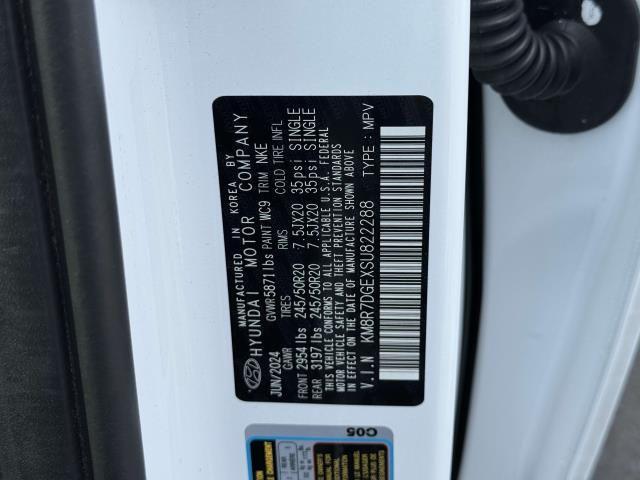 MANUFACTURED IN KOREA BY
HYUNDAI MOTOR COMPANY
JUN/2024 GVWR5871lbs PAINT WC9 TRIM NKE
GAWR TIRES RIMS COLD TIRE INFL
FRONT 2954lbs 245/50R20 7.5JX20 35psi SINGLE
REAR 3197lbs 245/50R20 7.5JX20 35psi SINGLE
THIS VEHICLE CONFORMS TO ALL APPLICABLE U.S.A. FEDERAL
MOTOR VEHICLE SAFETY AND THEFT PREVENTION STANDARDS
IN EFFECT ON THE DATE OF MANUFACTURE SHOWN ABOVE
V.I.N KM8R7DGEXSU822288 TYPE : MPV
C05